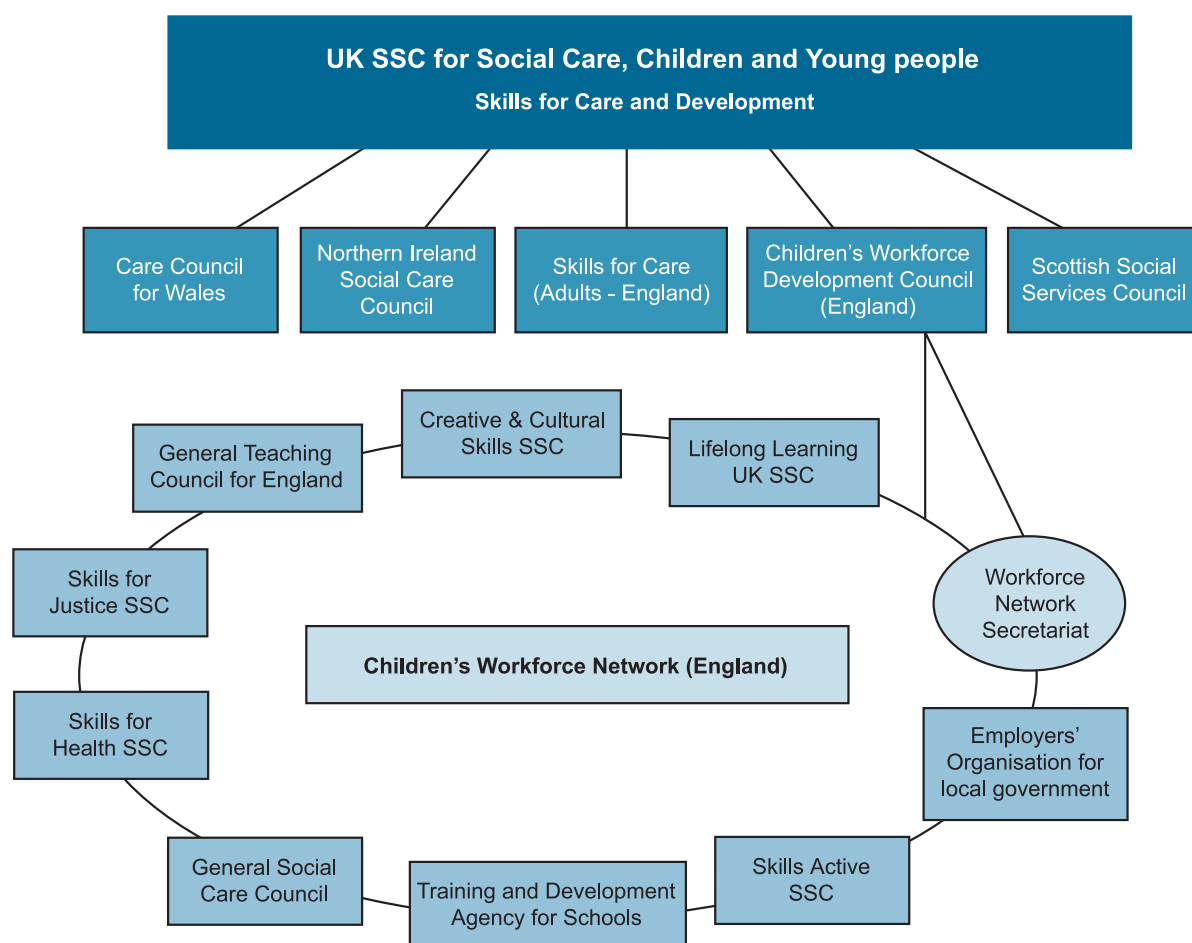 UK SSC for Social Care, Children and Young people
Skills for Care and Development
Care Council
for Wales
Northern Ireland
Social Care
Council
Skills for Care
(Adults - England)
Children’s Workforce
Development Council
(England)
Scottish Social
Services Council
Creative & Cultural
Skills SSC
General Teaching
Council for England
Lifelong Learning
UK SSC
Skills for
Justice SSC
Workforce
Network
Secretariat
Children’s Workforce Network (England)
Skills for
Health SSC
Employers’
Organisation for
local government
General Social
Care Council
Training and Development
Agency for Schools
Skills Active
SSC